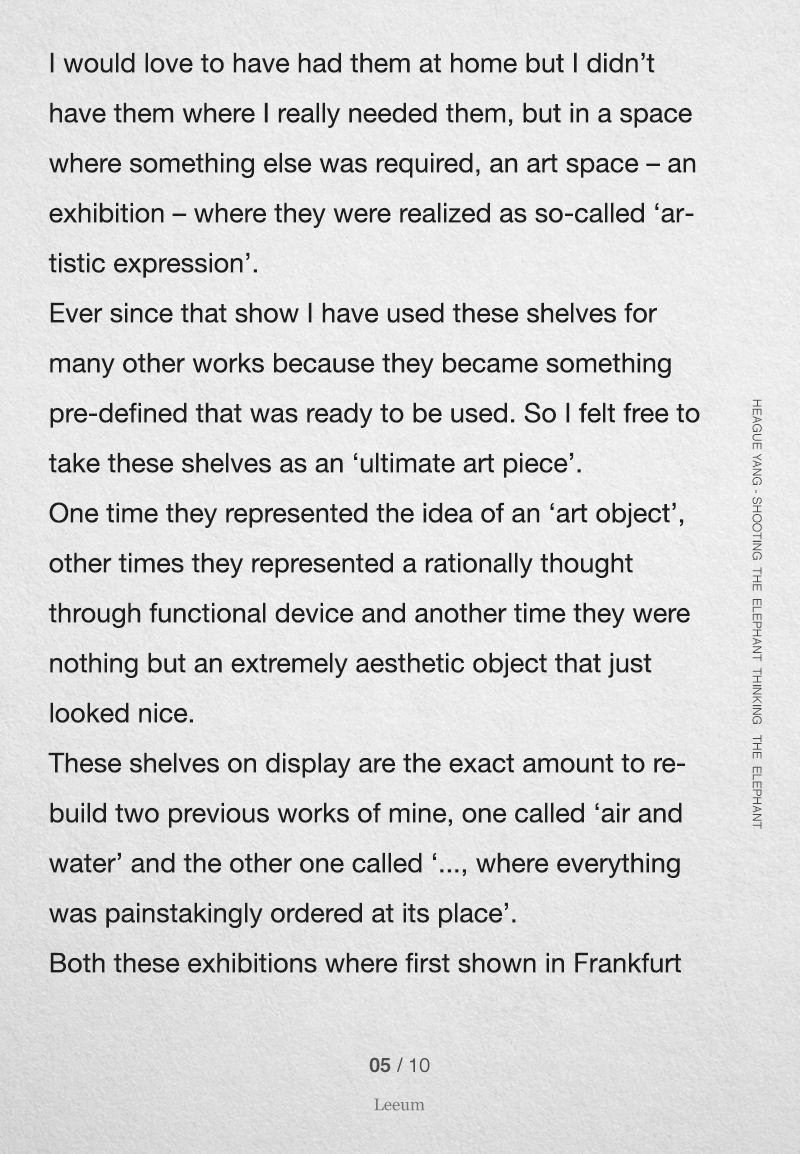 I would love to have had them at home but I didn’t
have them where I really needed them, but in a space
where something else was required, an art space – an
exhibition – where they were realized as so-called ‘ar-
tistic expression’.
Ever since that show I have used these shelves for
many other works because they became something
pre-defined that was ready to be used. So I felt free to
take these shelves as an ‘ultimate art piece’.
One time they represented the idea of an ‘art object’,
other times they represented a rationally thought
through functional device and another time they were
nothing but an extremely aesthetic object that just
looked nice.
These shelves on display are the exact amount to re-
build two previous works of mine, one called ‘air and
water’ and the other one called ‘..., where everything
was painstakingly ordered at its place’.
Both these exhibitions where first shown in Frankfurt
HEAGUE YANG - SHOOTING THE ELEPHANT THINKING THE ELEPHANT
05 / 10
Leeum